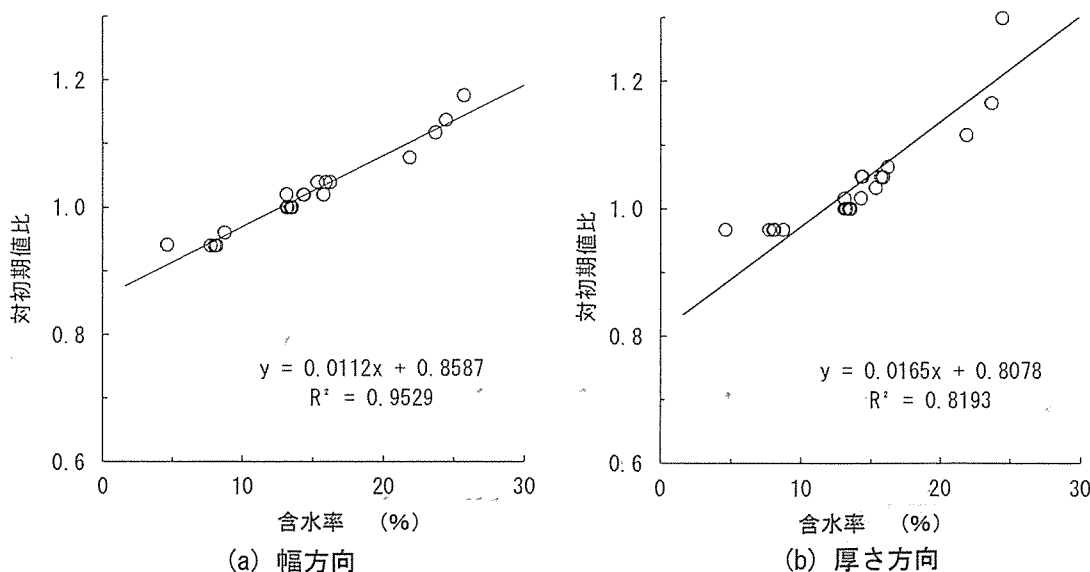 1.2
1.0
0.8
0.6
対初期値比
y = 0.0112x + 0.8587
R² = 0.9529
0 10 20 30
含水率 (%)
(a) 幅方向
1.2
1.0
0.8
0.6
対初期値比
y = 0.0165x + 0.8078
R² = 0.8193
0 10 20 30
含水率 (%)
(b) 厚さ方向